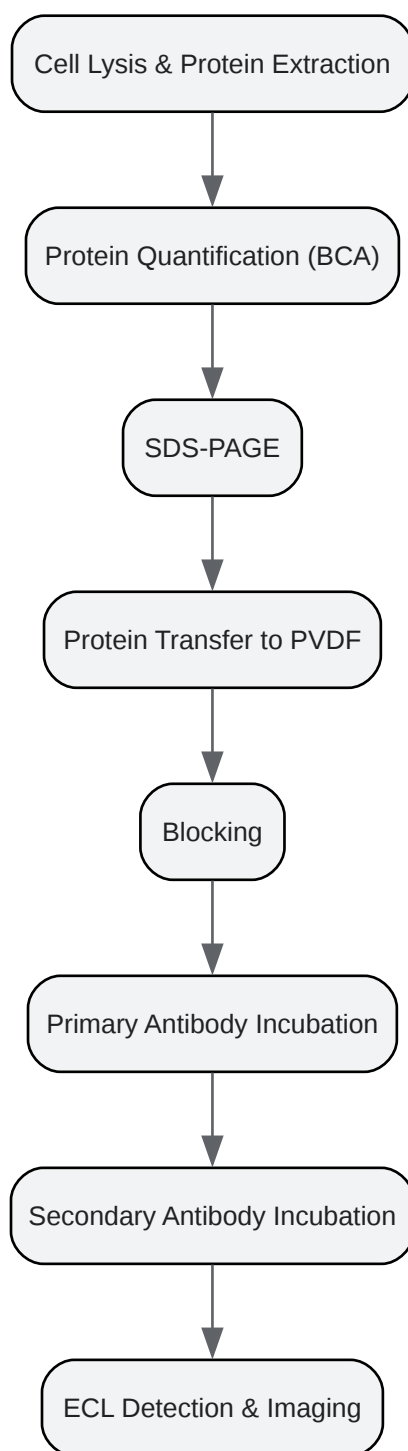 Cell Lysis & Protein Extraction
Protein Quantification (BCA)
SDS-PAGE
Protein Transfer to PVDF
Blocking
Primary Antibody Incubation
Secondary Antibody Incubation
ECL Detection & Imaging